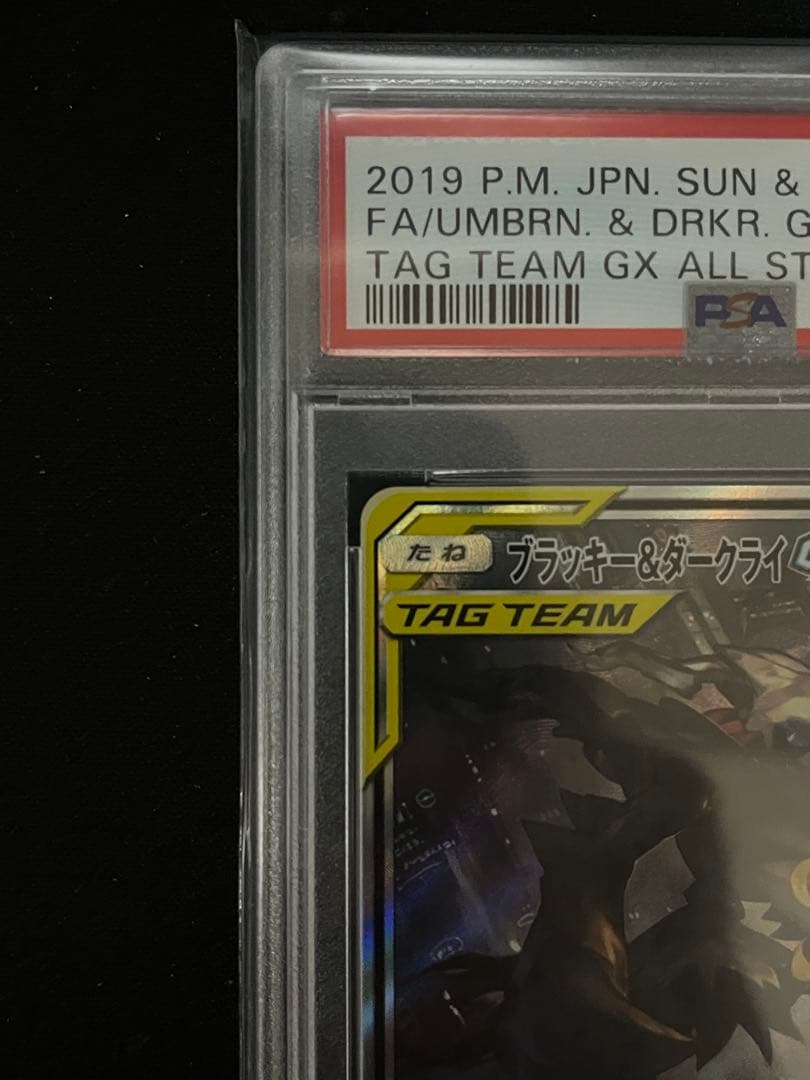 2019 P.M. JPN. SUN &
FA/UMBRN. & DRKR. G
TAG TEAM GX ALL ST
PSA
たね ブラッキー&ダークライ
TAG TEAM